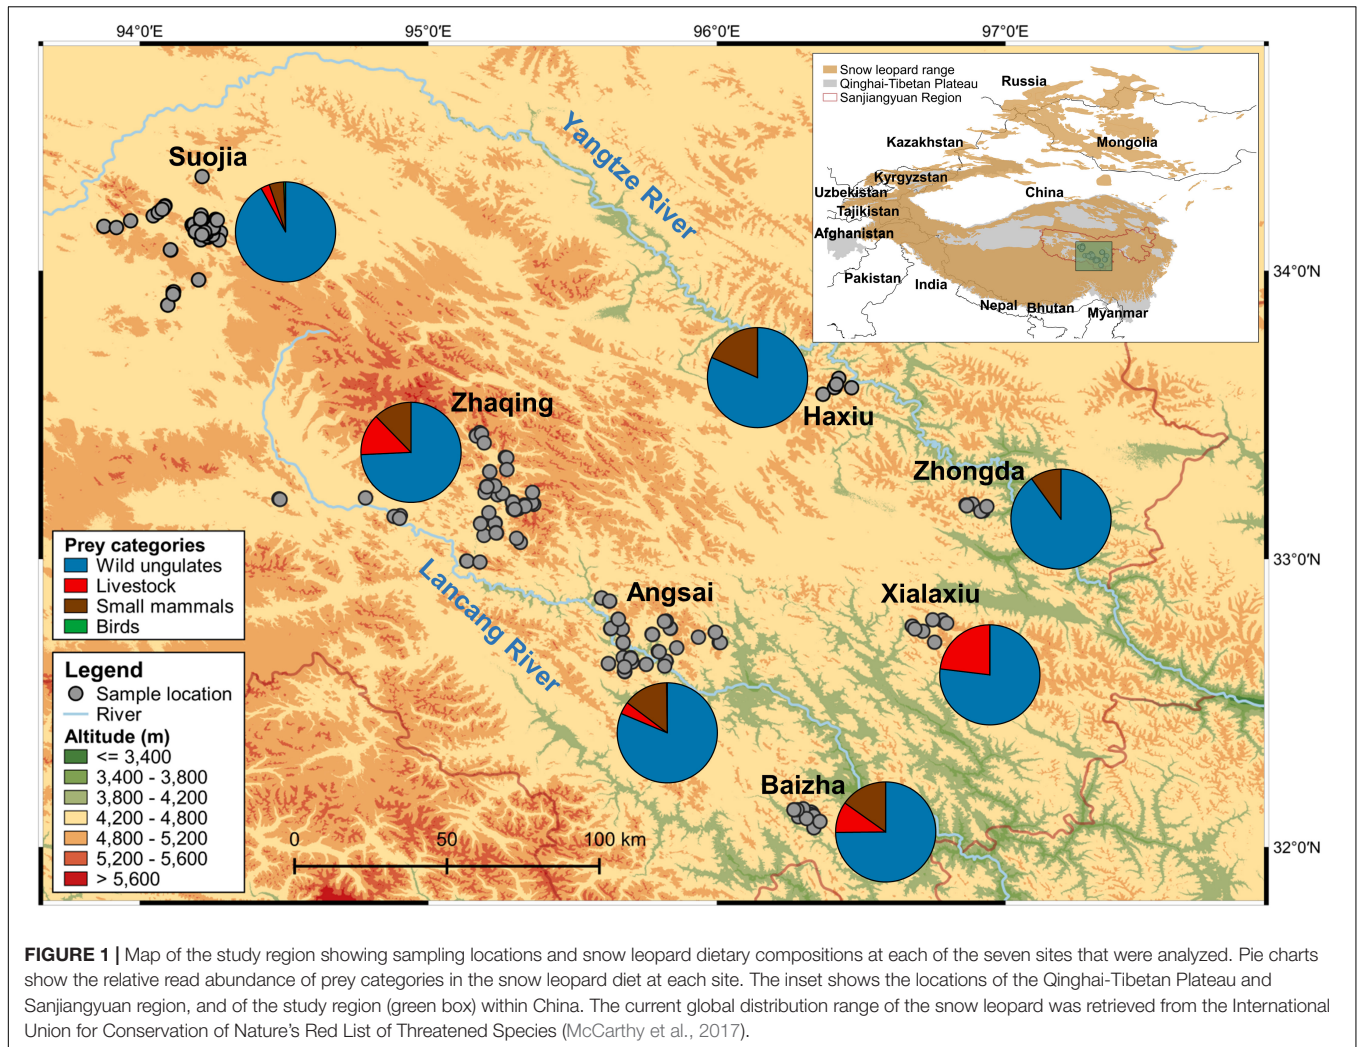 94°0'E 95°0'E 96°0'E 97°0'E
Snow leopard range
Qinghai-Tibetan Plateau
Sanjiangyuan Region
Russia
Kazakhstan
Mongolia
Kyrgyzstan
Uzbekistan
China
Tajikistan
Afghanistan
Pakistan
India
Nepal
Bhutan
Myanmar
Suojia
Yangtze River
34°0'N
Zhaqing
Haxiu
Zhongda
33°0'N
Lancang River
Angsai
Xialaxiu
Baizha
32°0'N
Prey categories
Wild ungulates
Livestock
Small mammals
Birds
Legend
Sample location
River
Altitude (m)
<= 3,400
3,400 - 3,800
3,800 - 4,200
4,200 - 4,800
4,800 - 5,200
5,200 - 5,600
> 5,600
0 50 100 km
FIGURE 1 | Map of the study region showing sampling locations and snow leopard dietary compositions at each of the seven sites that were analyzed. Pie charts
show the relative read abundance of prey categories in the snow leopard diet at each site. The inset shows the locations of the Qinghai-Tibetan Plateau and
Sanjiangyuan region, and of the study region (green box) within China. The current global distribution range of the snow leopard was retrieved from the International
Union for Conservation of Nature's Red List of Threatened Species (McCarthy et al., 2017).